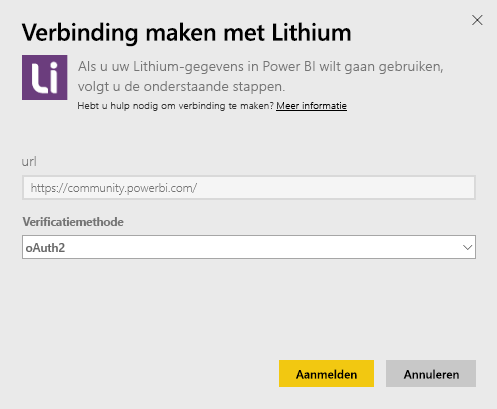 Verbinding maken met Lithium
Li
Als u uw Lithium-gegevens in Power BI wilt gaan gebruiken,
volgt u de onderstaande stappen.
Hebt u hulp nodig om verbinding te maken? Meer informatie
url
https://community.powerbi.com/
Verificatiemethode
oAuth2
Aanmelden
Annuleren